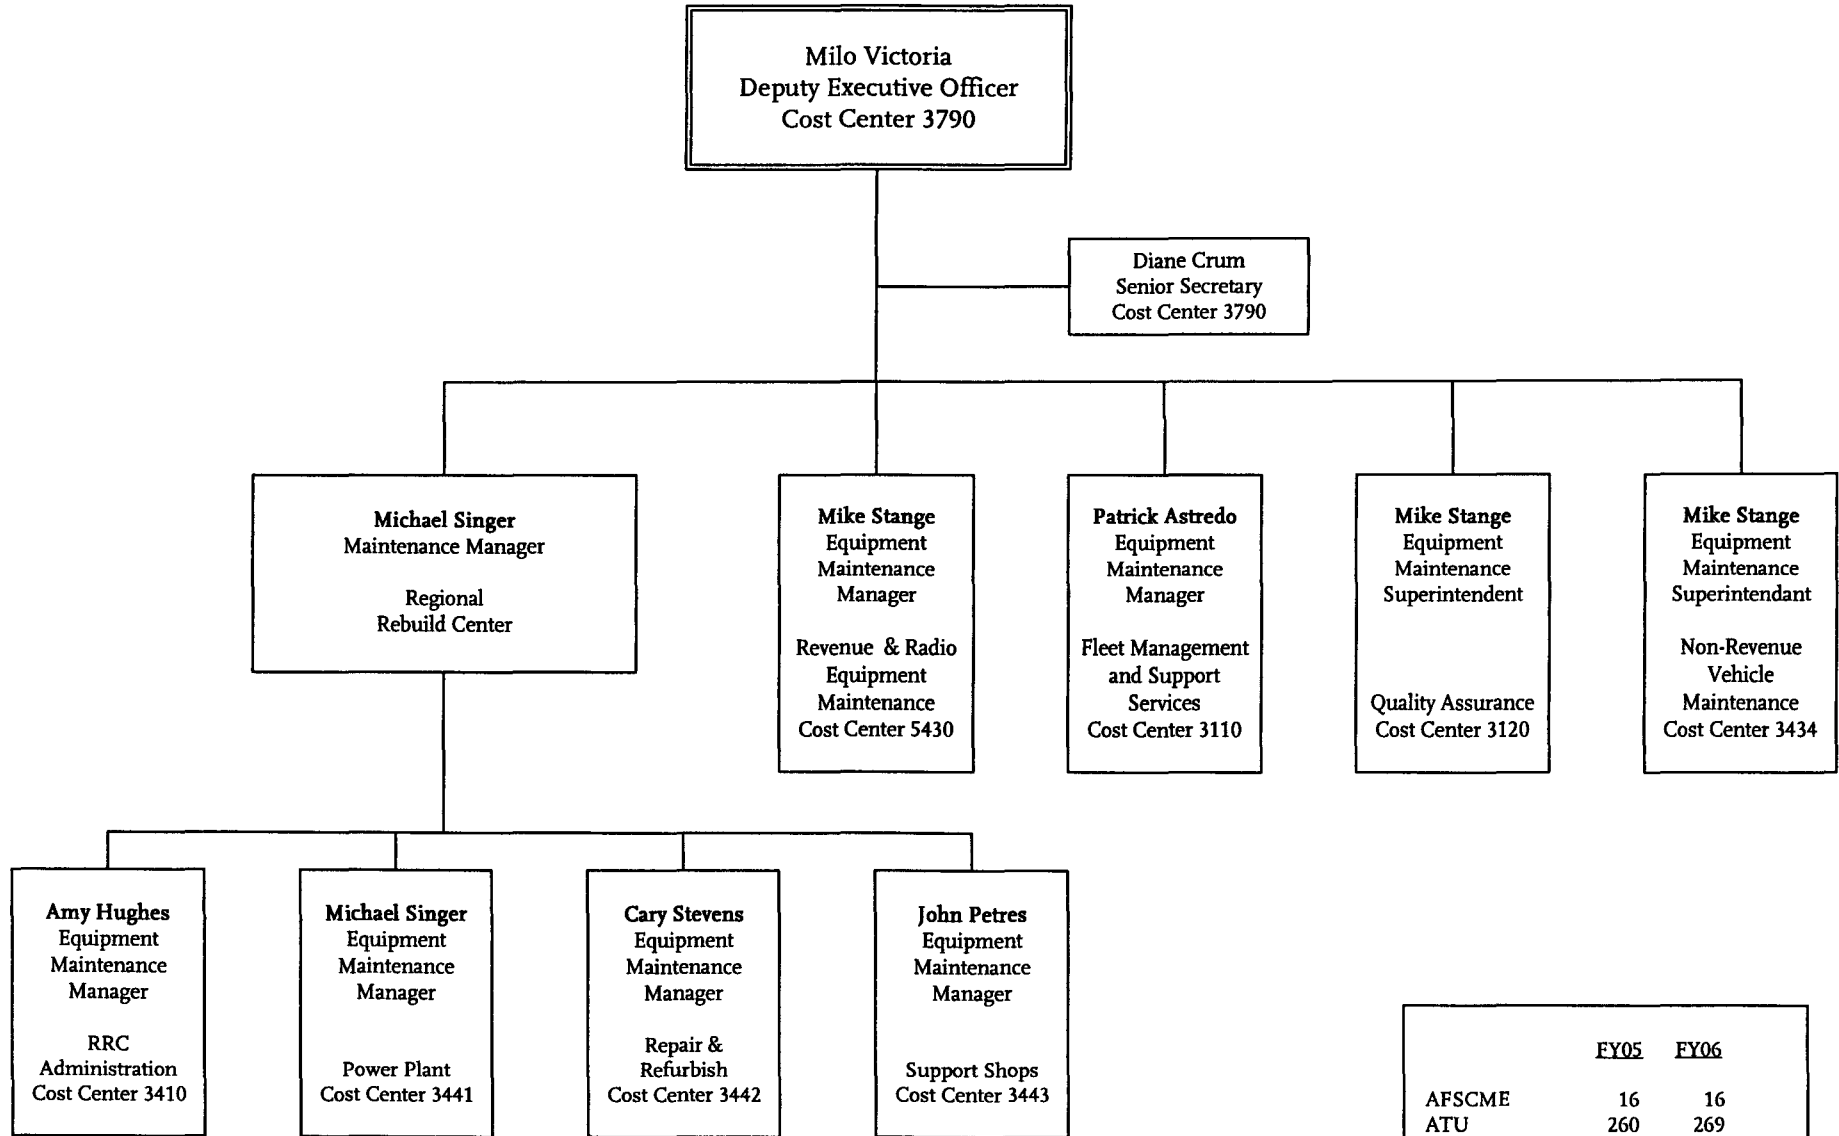 Milo Victoria
Deputy Executive Officer
Cost Center 3790
Diane Crum
Senior Secretary
Cost Center 3790
Michael Singer
Maintenance Manager
Regional
Rebuild Center
Mike Stange
Equipment
Maintenance
Manager
Revenue & Radio
Equipment
Maintenance
Cost Center 5430
Patrick Astredo
Equipment
Maintenance
Manager
Fleet Management
and Support
Services
Cost Center 3110
Mike Stange
Equipment
Maintenance
Superintendent
Quality Assurance
Cost Center 3120
Mike Stange
Equipment
Maintenance
Superintendant
Non-Revenue
Vehicle
Maintenance
Cost Center 3434
Amy Hughes
Equipment
Maintenance
Manager
RRC
Administration
Cost Center 3410
Michael Singer
Equipment
Maintenance
Manager
Power Plant
Cost Center 3441
Cary Stevens
Equipment
Maintenance
Manager
Repair &
Refurbish
Cost Center 3442
John Petres
Equipment
Maintenance
Manager
Support Shops
Cost Center 3443
FY05 FY06
AFSCME 16 16
ATU 260 269